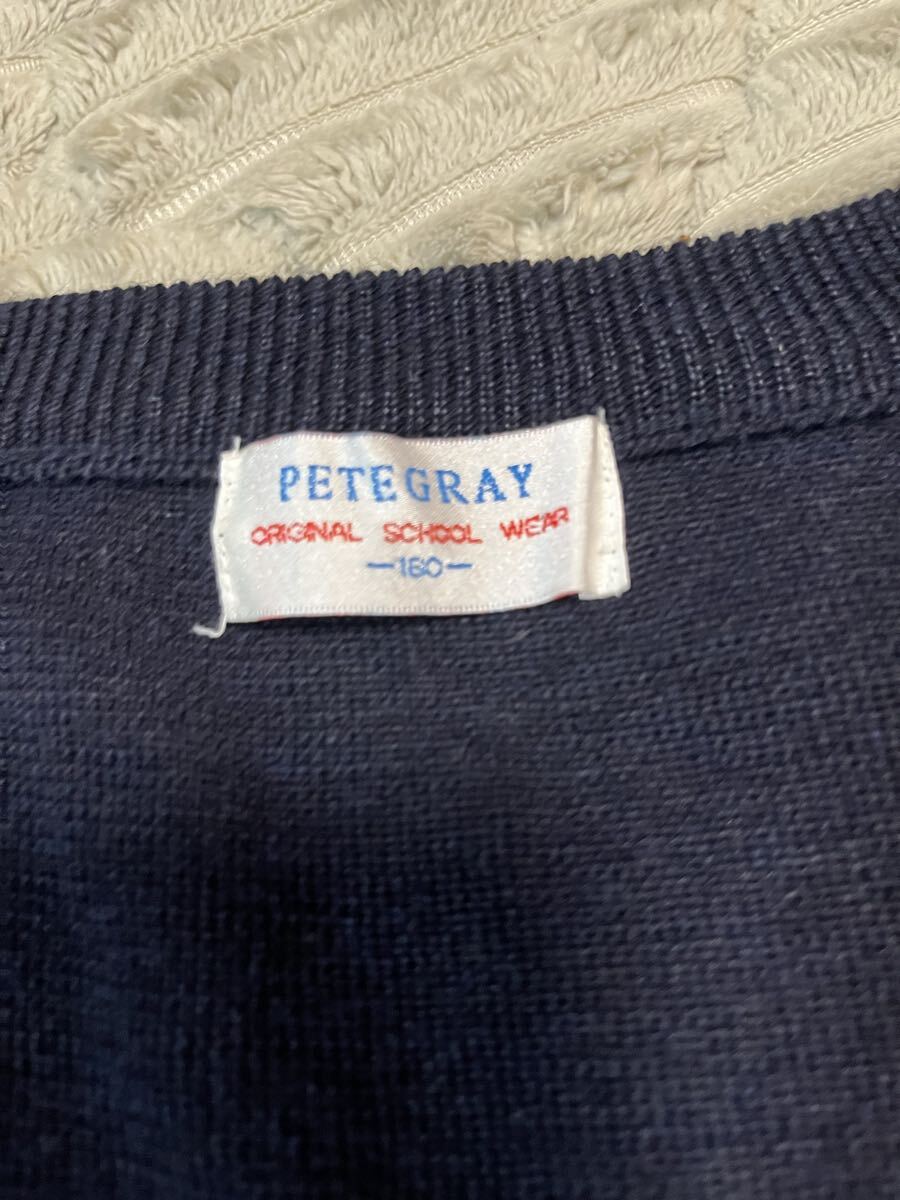 PETEGRAY
ORIGINAL SCHOOL WEAR
—160—